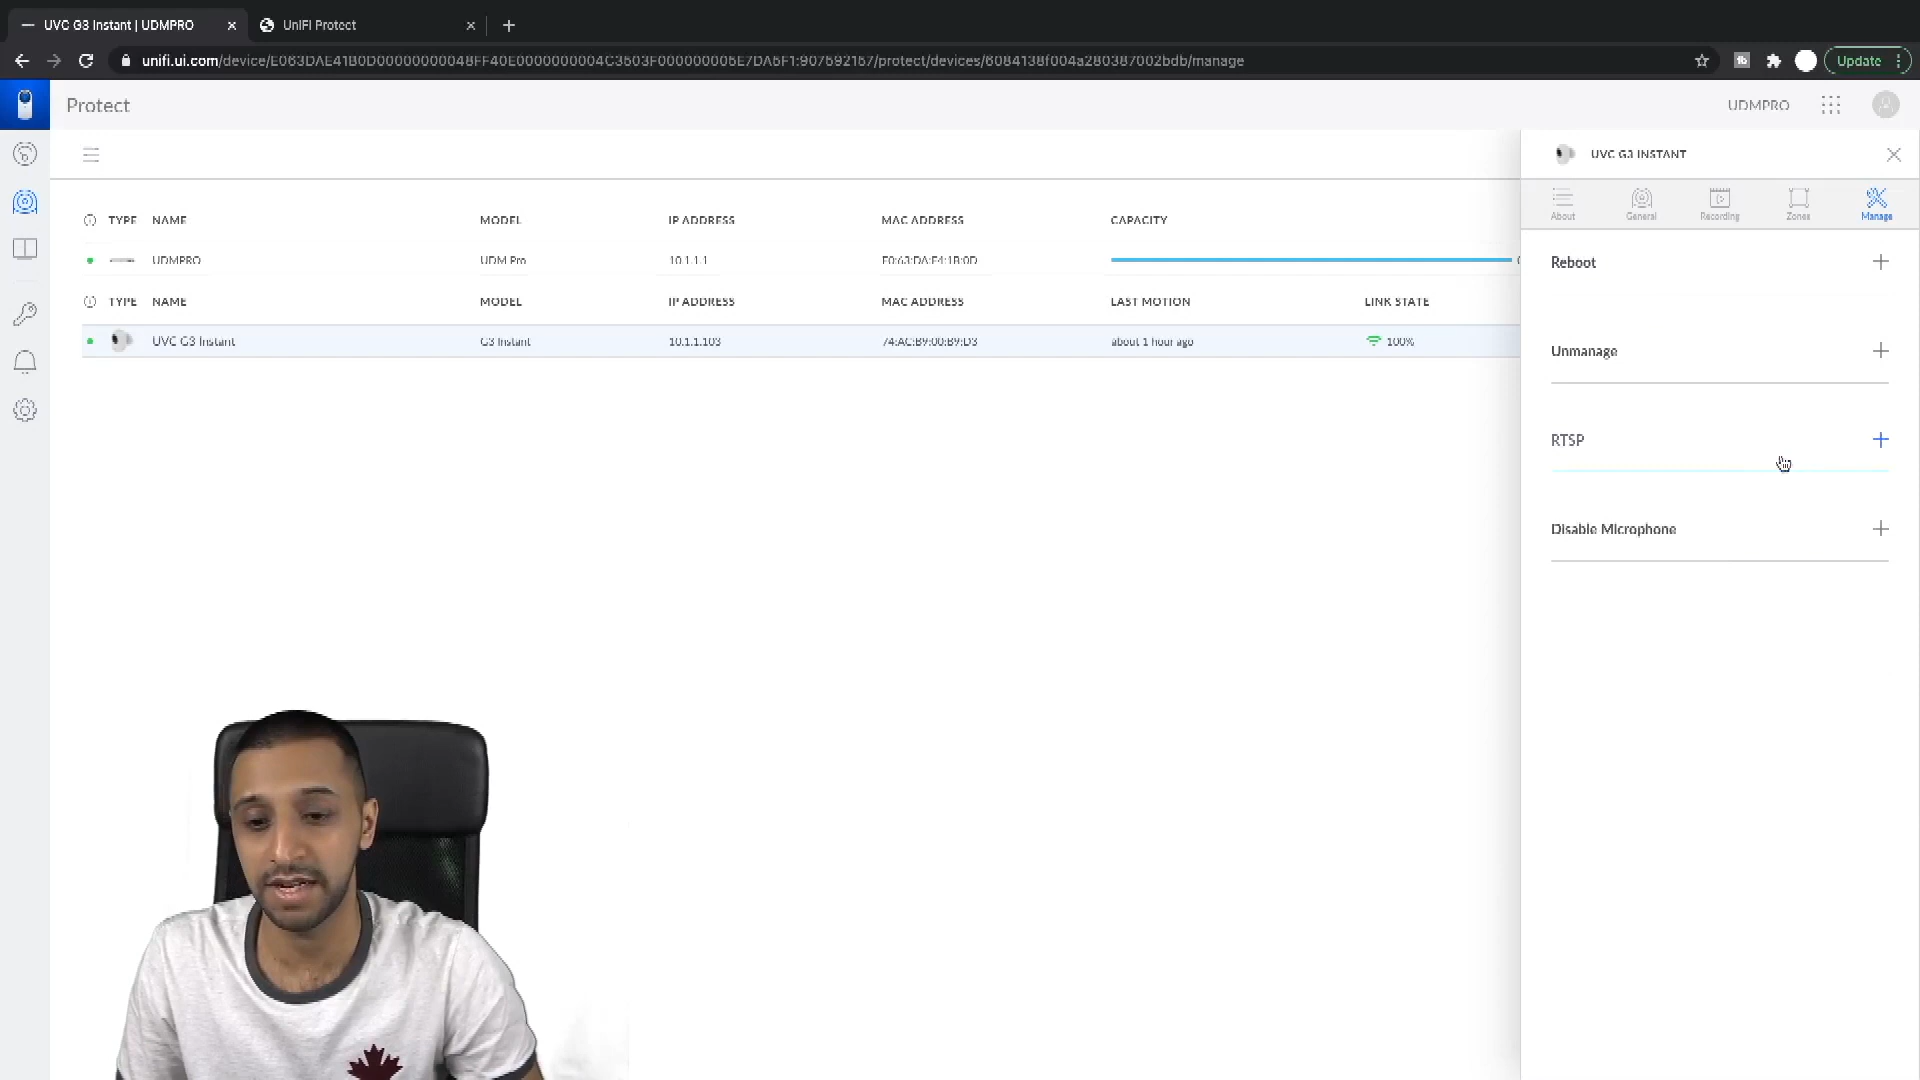 UVC G3 Instant | UDMPRO
UniFi Protect
Update
Protect
UDMPRO
UVC G3 INSTANT
About
General
Recording
Zones
Manage
TYPE NAME MODEL IP ADDRESS MAC ADDRESS CAPACITY
UDMPRO UDM Pro 10.1.1.1
TYPE NAME MODEL IP ADDRESS MAC ADDRESS LAST MOTION LINK STATE
UVC G3 Instant G3 Instant 10.1.1.103 about 1 hour ago 100%
Reboot
Unmanage
RTSP
Disable Microphone